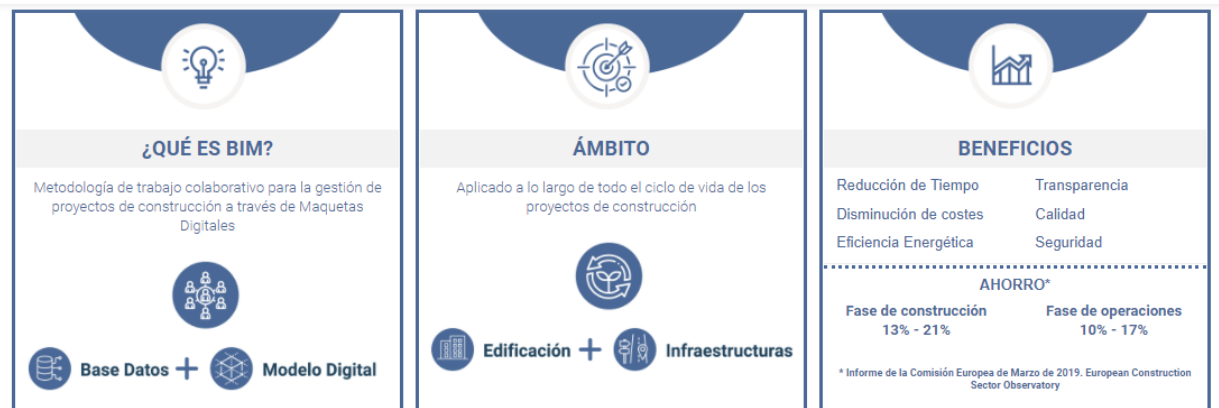 ¿QUÉ ES BIM?
Metodología de trabajo colaborativo para la gestión de
proyectos de construcción a través de Maquetas
Digitales
Base Datos + Modelo Digital
ÁMBITO
Aplicado a lo largo de todo el ciclo de vida de los
proyectos de construcción
Edificación + Infraestructuras
BENEFICIOS
Reducción de Tiempo Transparencia
Disminución de costes Calidad
Eficiencia Energética Seguridad
AHORRO*
Fase de construcción Fase de operaciones
13% - 21% 10% - 17%
* Informe de la Comisión Europea de Marzo de 2019. European Construction
Sector Observatory